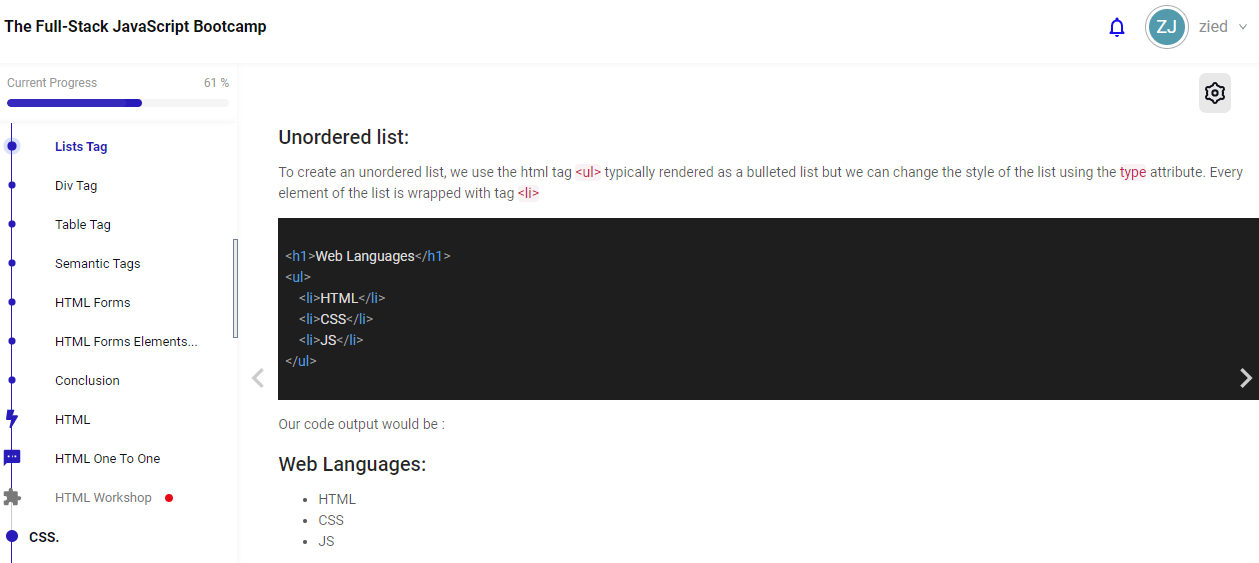 The Full-Stack JavaScript Bootcamp
ZJ
zied
Current Progress
61 %
Lists Tag
Div Tag
Table Tag
Semantic Tags
HTML Forms
HTML Forms Elements...
Conclusion
HTML
HTML One To One
HTML Workshop
CSS.
Unordered list:
To create an unordered list, we use the html tag <ul> typically rendered as a bulleted list but we can change the style of the list using the type attribute. Every
element of the list is wrapped with tag <li>
<h1>Web Languages</h1>
<ul>
<li>HTML</li>
<li>CSS</li>
<li>JS</li>
</ul>
Our code output would be :
Web Languages:
• HTML
• CSS
• JS